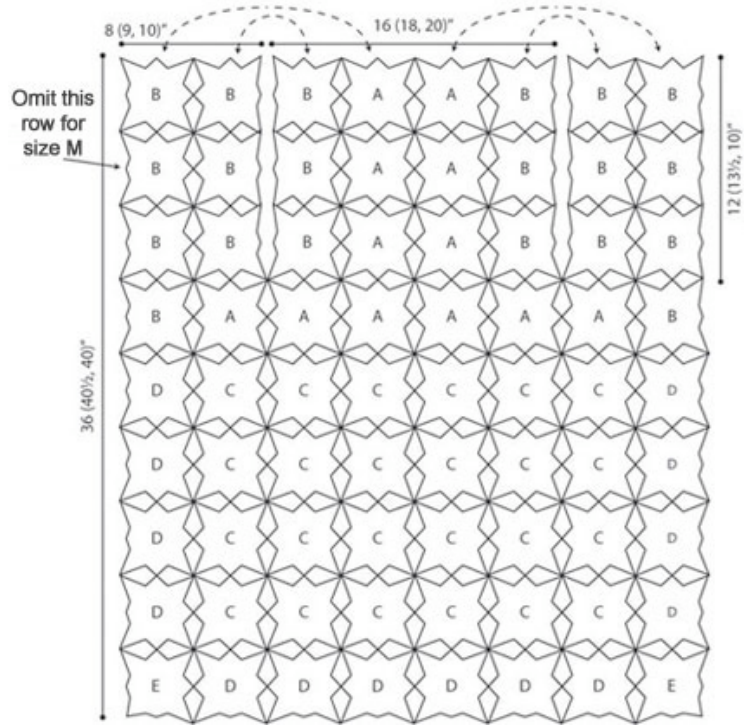 8 (9, 10)” 16 (18, 20)”
Omit this
row for
size M
36 (40½, 40)”
12 (13½, 10)”
B B B A A B B B
B B B A A B B B
B B B A A B B B
B A A A A A A B
D C C C C C C D
D C C C C C C D
D C C C C C C D
D C C C C C C D
E D D D D D D E